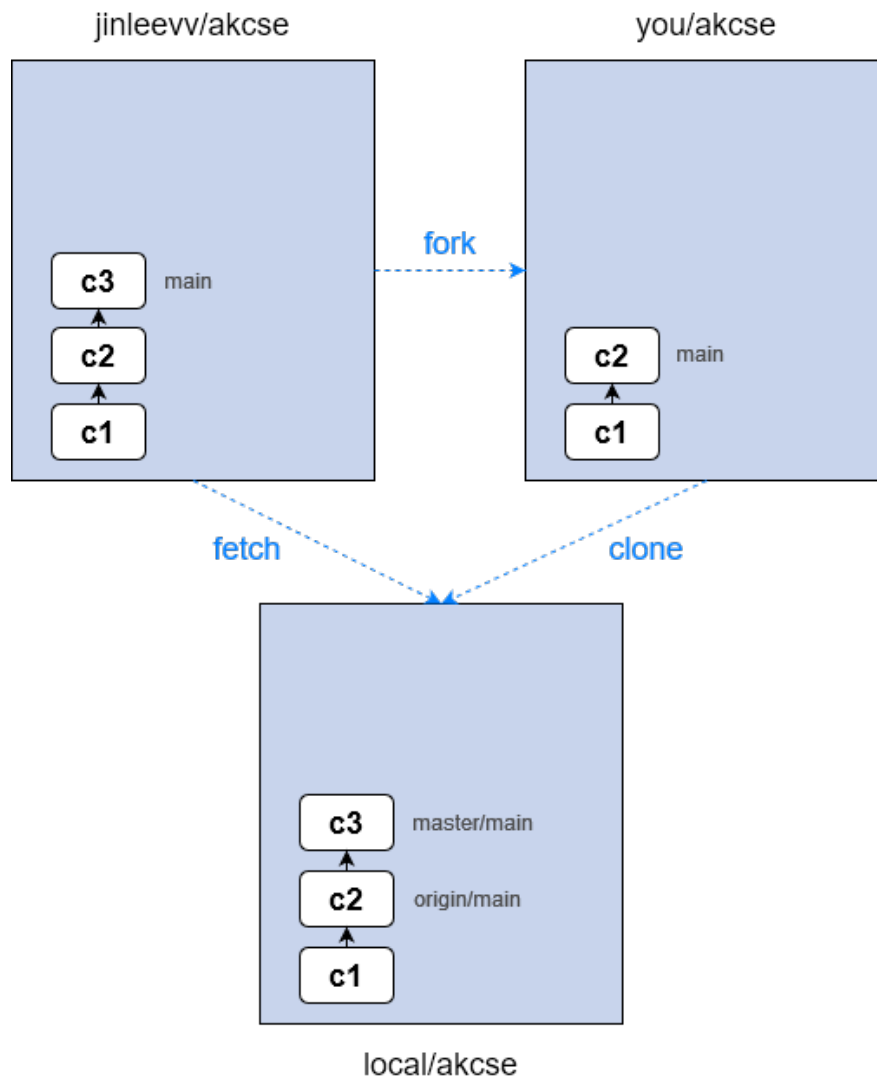 jinleevv/akcse
you/akcse
fork
c3 main
c2
c1
c2 main
c1
fetch
clone
c3 master/main
c2 origin/main
c1
local/akcse